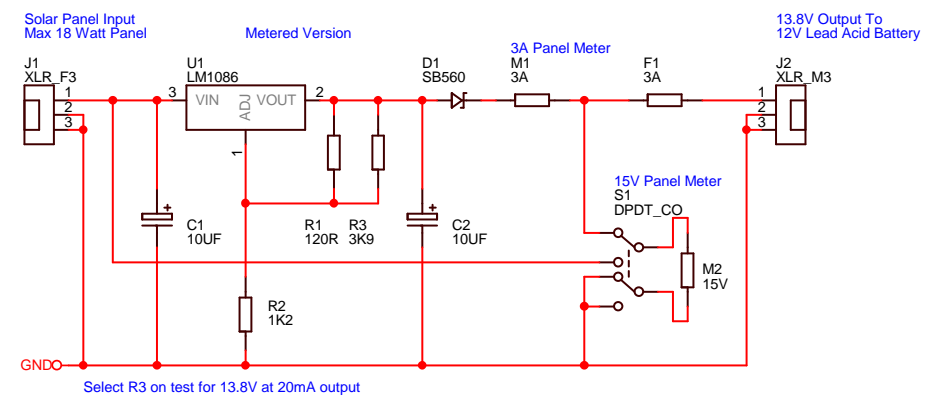 Solar Panel Input
Max 18 Watt Panel
Metered Version
13.8V Output To
12V Lead Acid Battery
3A Panel Meter
J1
XLR_F3
U1
LM1086
D1
SB560
M1
3A
F1
3A
J2
XLR_M3
1
2
3
3
VIN
ADJ
VOUT
2
1
1
2
3
15V Panel Meter
S1
DPDT_CO
+
C1
10UF
R1
120R
R3
3K9
+
C2
10UF
M2
15V
R2
1K2
GND
Select R3 on test for 13.8V at 20mA output